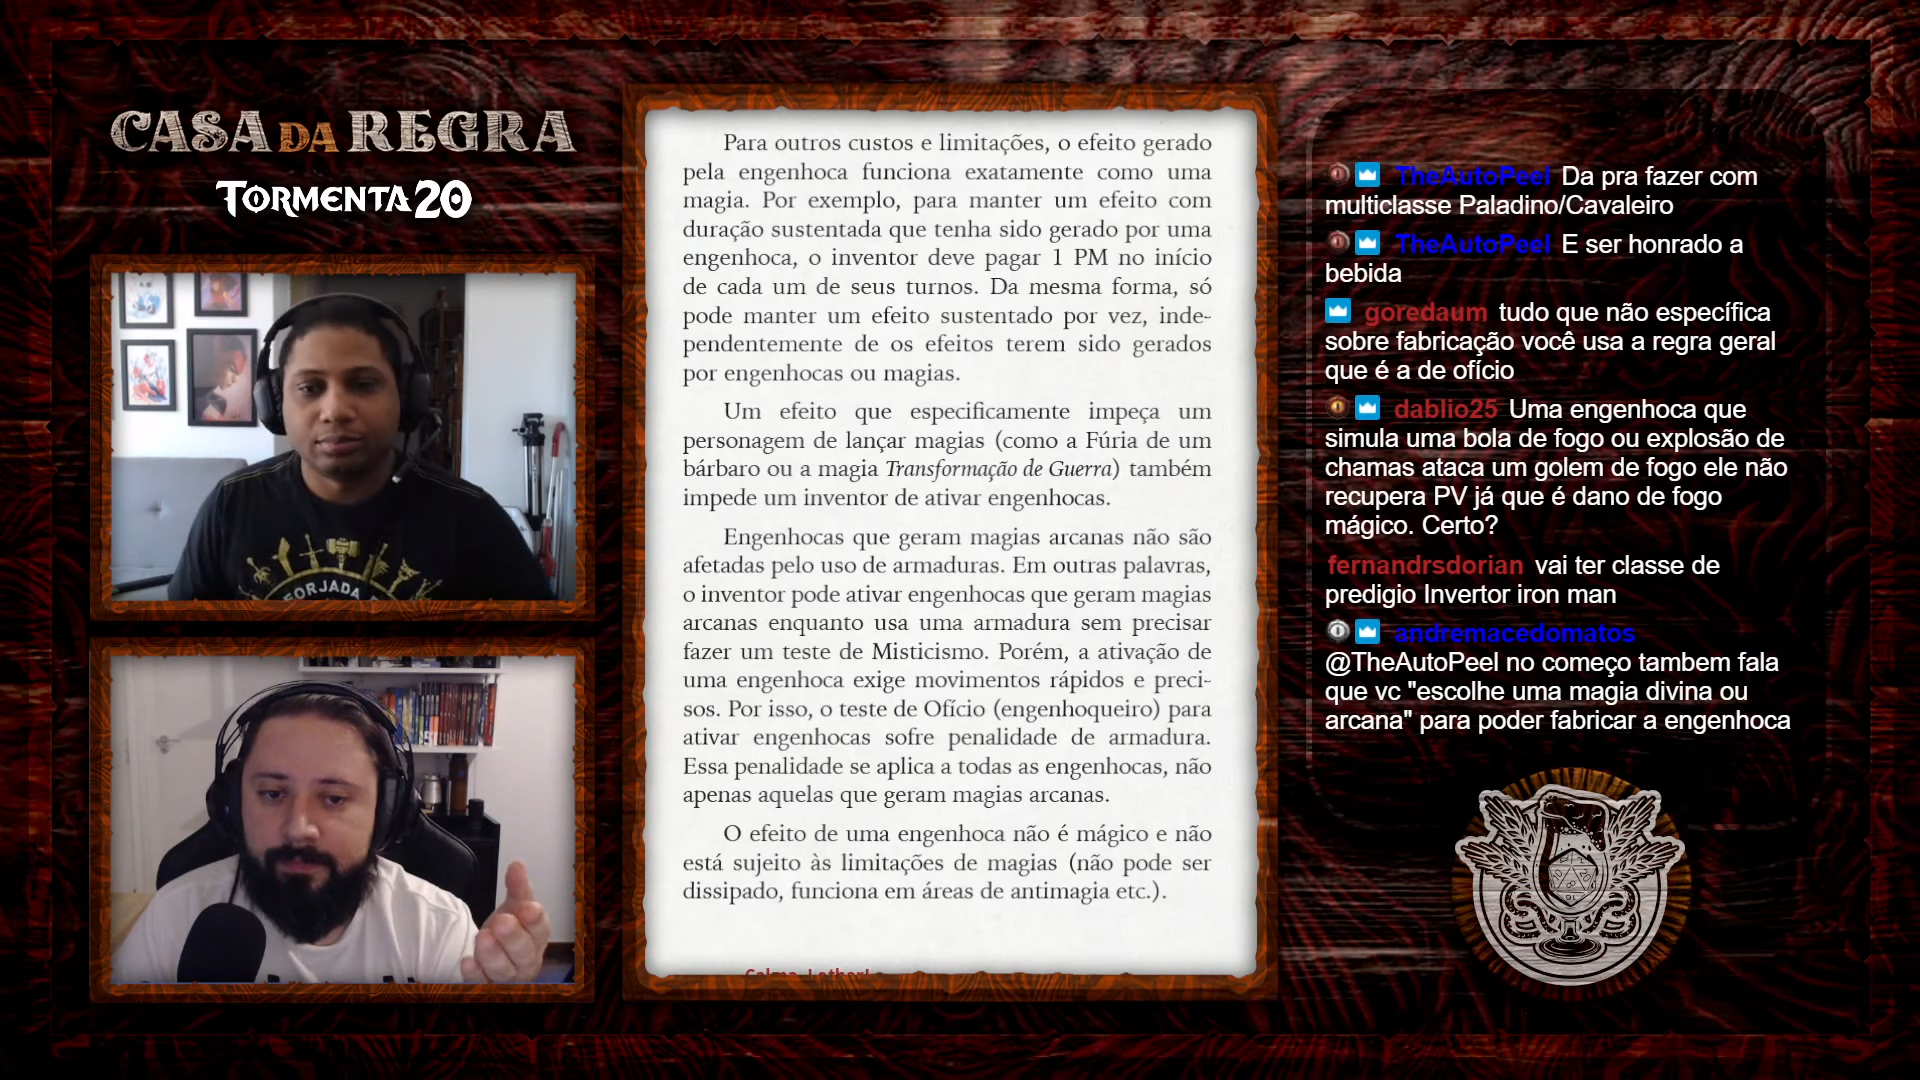 CASA DA REGRA
TORMENTA20
FORJADA
Para outros custos e limitações, o efeito gerado
pela engenhoca funciona exatamente como uma
magia. Por exemplo, para manter um efeito com
duração sustentada que tenha sido gerado por uma
engenhoca, o inventor deve pagar 1 PM no início
de cada um de seus turnos. Da mesma forma, só
pode manter um efeito sustentado por vez, inde-
pendentemente de os efeitos terem sido gerados
por engenhocas ou magias.
Um efeito que especificamente impeça um
personagem de lançar magias (como a Fúria de um
bárbaro ou a magia Transformação de Guerra) também
impede um inventor de ativar engenhocas.
Engenhocas que geram magias arcanas não são
afetadas pelo uso de armaduras. Em outras palavras,
o inventor pode ativar engenhocas que geram magias
arcanas enquanto usa uma armadura sem precisar
fazer um teste de Misticismo. Porém, a ativação de
uma engenhoca exige movimentos rápidos e preci-
sos. Por isso, o teste de Ofício (engenhoqueiro) para
ativar engenhocas sofre penalidade de armadura.
Essa penalidade se aplica a todas as engenhocas, não
apenas aquelas que geram magias arcanas.
O efeito de uma engenhoca não é mágico e não
está sujeito às limitações de magias (não pode ser
dissipado, funciona em áreas de antimagia etc.).
Calma, Lothar!
TheAutoPeel Da pra fazer com
multiclasse Paladino/Cavaleiro
TheAutoPeel E ser honrado a
bebida
goredaum tudo que não específica
sobre fabricação você usa a regra geral
que é a de ofício
dablio25 Uma engenhoca que
simula uma bola de fogo ou explosão de
chamas ataca um golem de fogo ele não
recupera PV já que é dano de fogo
mágico. Certo?
fernandrsdorian vai ter classe de
predigio Invertor iron man
andremacedomatos
@TheAutoPeel no começo tambem fala
que vc "escolhe uma magia divina ou
arcana" para poder fabricar a engenhoca